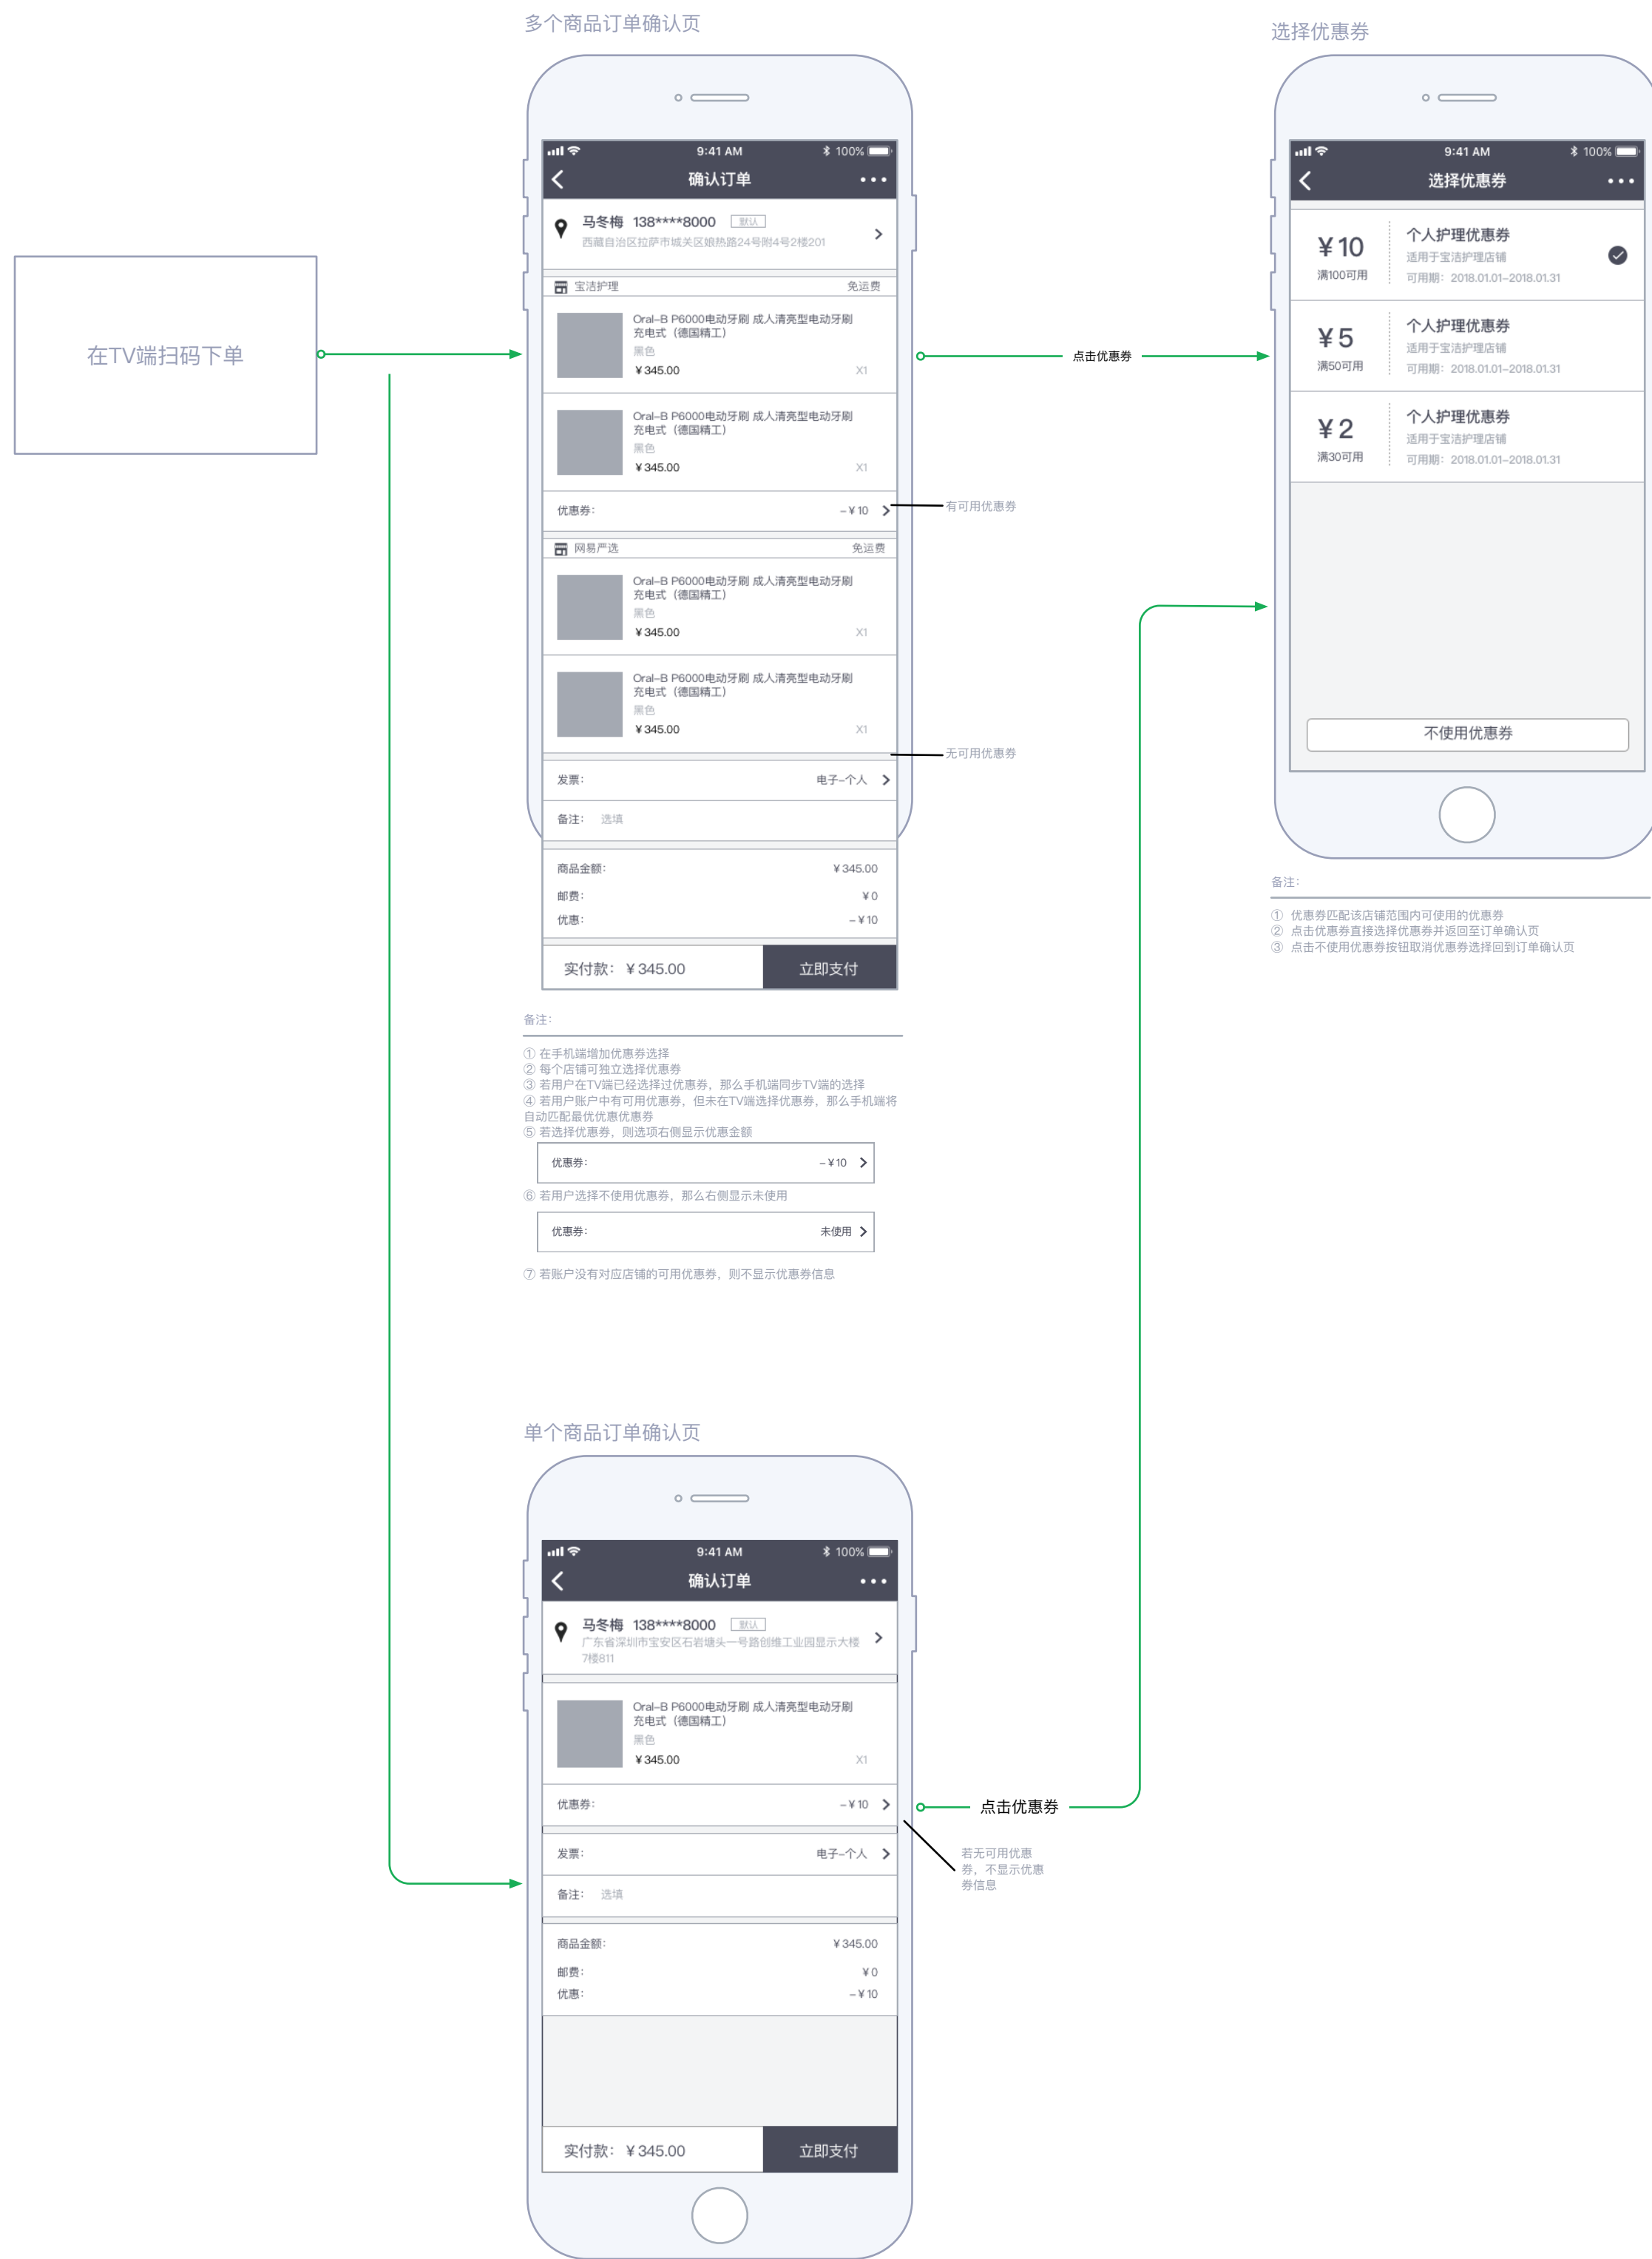 多个商品订单确认页
选择优惠券
在TV端扫码下单
9:41 AM
100%
确认订单
马冬梅 138****8000 默认
西藏自治区拉萨市城关区娘热路24号附4号2楼201
宝洁护理 免运费
Oral-B P6000电动牙刷 成人清亮型电动牙刷
充电式（德国精工）
黑色
¥345.00 X1
Oral-B P6000电动牙刷 成人清亮型电动牙刷
充电式（德国精工）
黑色
¥345.00 X1
优惠券： -¥10
有可用优惠券
网易严选 免运费
Oral-B P6000电动牙刷 成人清亮型电动牙刷
充电式（德国精工）
黑色
¥345.00 X1
Oral-B P6000电动牙刷 成人清亮型电动牙刷
充电式（德国精工）
黑色
¥345.00 X1
无可用优惠券
发票： 电子-个人
备注： 选填
商品金额： ¥345.00
邮费： ¥0
优惠： -¥10
实付款：¥345.00 立即支付
备注：
① 在手机端增加优惠券选择
② 每个店铺可独立选择优惠券
③ 若用户在TV端已经选择过优惠券，那么手机端同步TV端的选择
④ 若用户账户中有可用优惠券，但未在TV端选择优惠券，那么手机端将
自动匹配最优优惠优惠券
⑤ 若选择优惠券，则选项右侧显示优惠金额
优惠券： -¥10
⑥ 若用户选择不使用优惠券，那么右侧显示未使用
优惠券： 未使用
⑦ 若账户没有对应店铺的可用优惠券，则不显示优惠券信息
点击优惠券
9:41 AM
100%
选择优惠券
¥10
满100可用
个人护理优惠券
适用于宝洁护理店铺
可用期：2018.01.01-2018.01.31
¥5
满50可用
个人护理优惠券
适用于宝洁护理店铺
可用期：2018.01.01-2018.01.31
¥2
满30可用
个人护理优惠券
适用于宝洁护理店铺
可用期：2018.01.01-2018.01.31
不使用优惠券
备注：
① 优惠券匹配该店铺范围内可使用的优惠券
② 点击优惠券直接选择优惠券并返回至订单确认页
③ 点击不使用优惠券按钮取消优惠券选择回到订单确认页
单个商品订单确认页
9:41 AM
100%
确认订单
马冬梅 138****8000 默认
广东省深圳市宝安区石岩塘头一号路创维工业园显示大楼
7楼811
Oral-B P6000电动牙刷 成人清亮型电动牙刷
充电式（德国精工）
黑色
¥345.00 X1
优惠券： -¥10
点击优惠券
若无可用优惠
券，不显示优惠
券信息
发票： 电子-个人
备注： 选填
商品金额： ¥345.00
邮费： ¥0
优惠： -¥10
实付款：¥345.00 立即支付